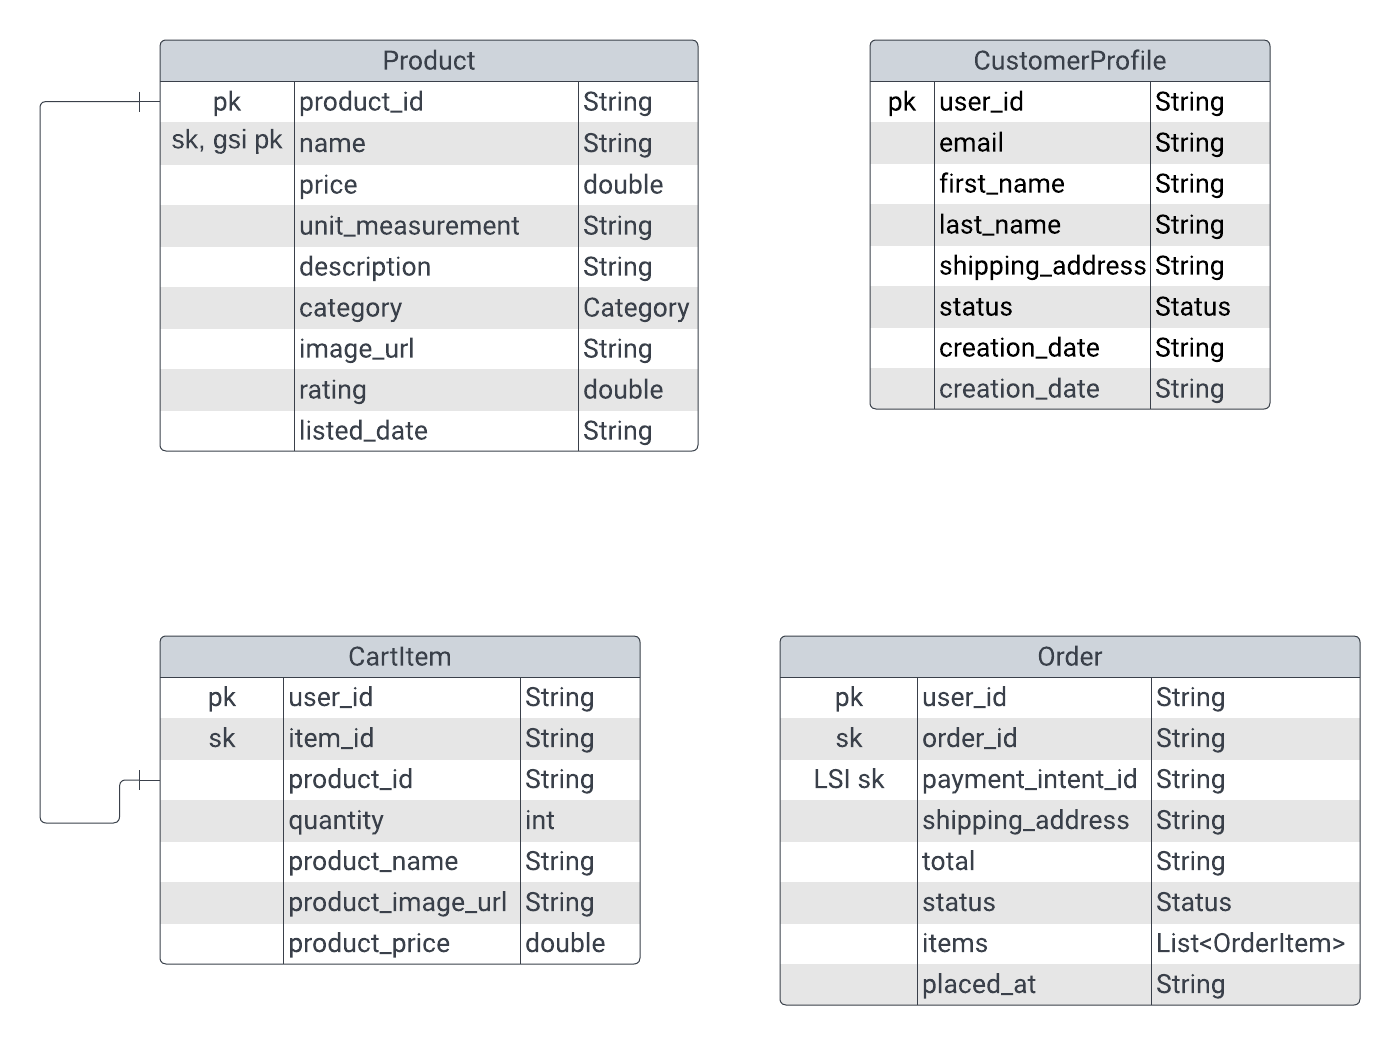 Product
pk product_id String
sk, gsi pk name String
price double
unit_measurement String
description String
category Category
image_url String
rating double
listed_date String
CustomerProfile
pk user_id String
email String
first_name String
last_name String
shipping_address String
status Status
creation_date String
creation_date String
CartItem
pk user_id String
sk item_id String
product_id String
quantity int
product_name String
product_image_url String
product_price double
Order
pk user_id String
sk order_id String
LSI sk payment_intent_id String
shipping_address String
total String
status Status
items List<OrderItem>
placed_at String